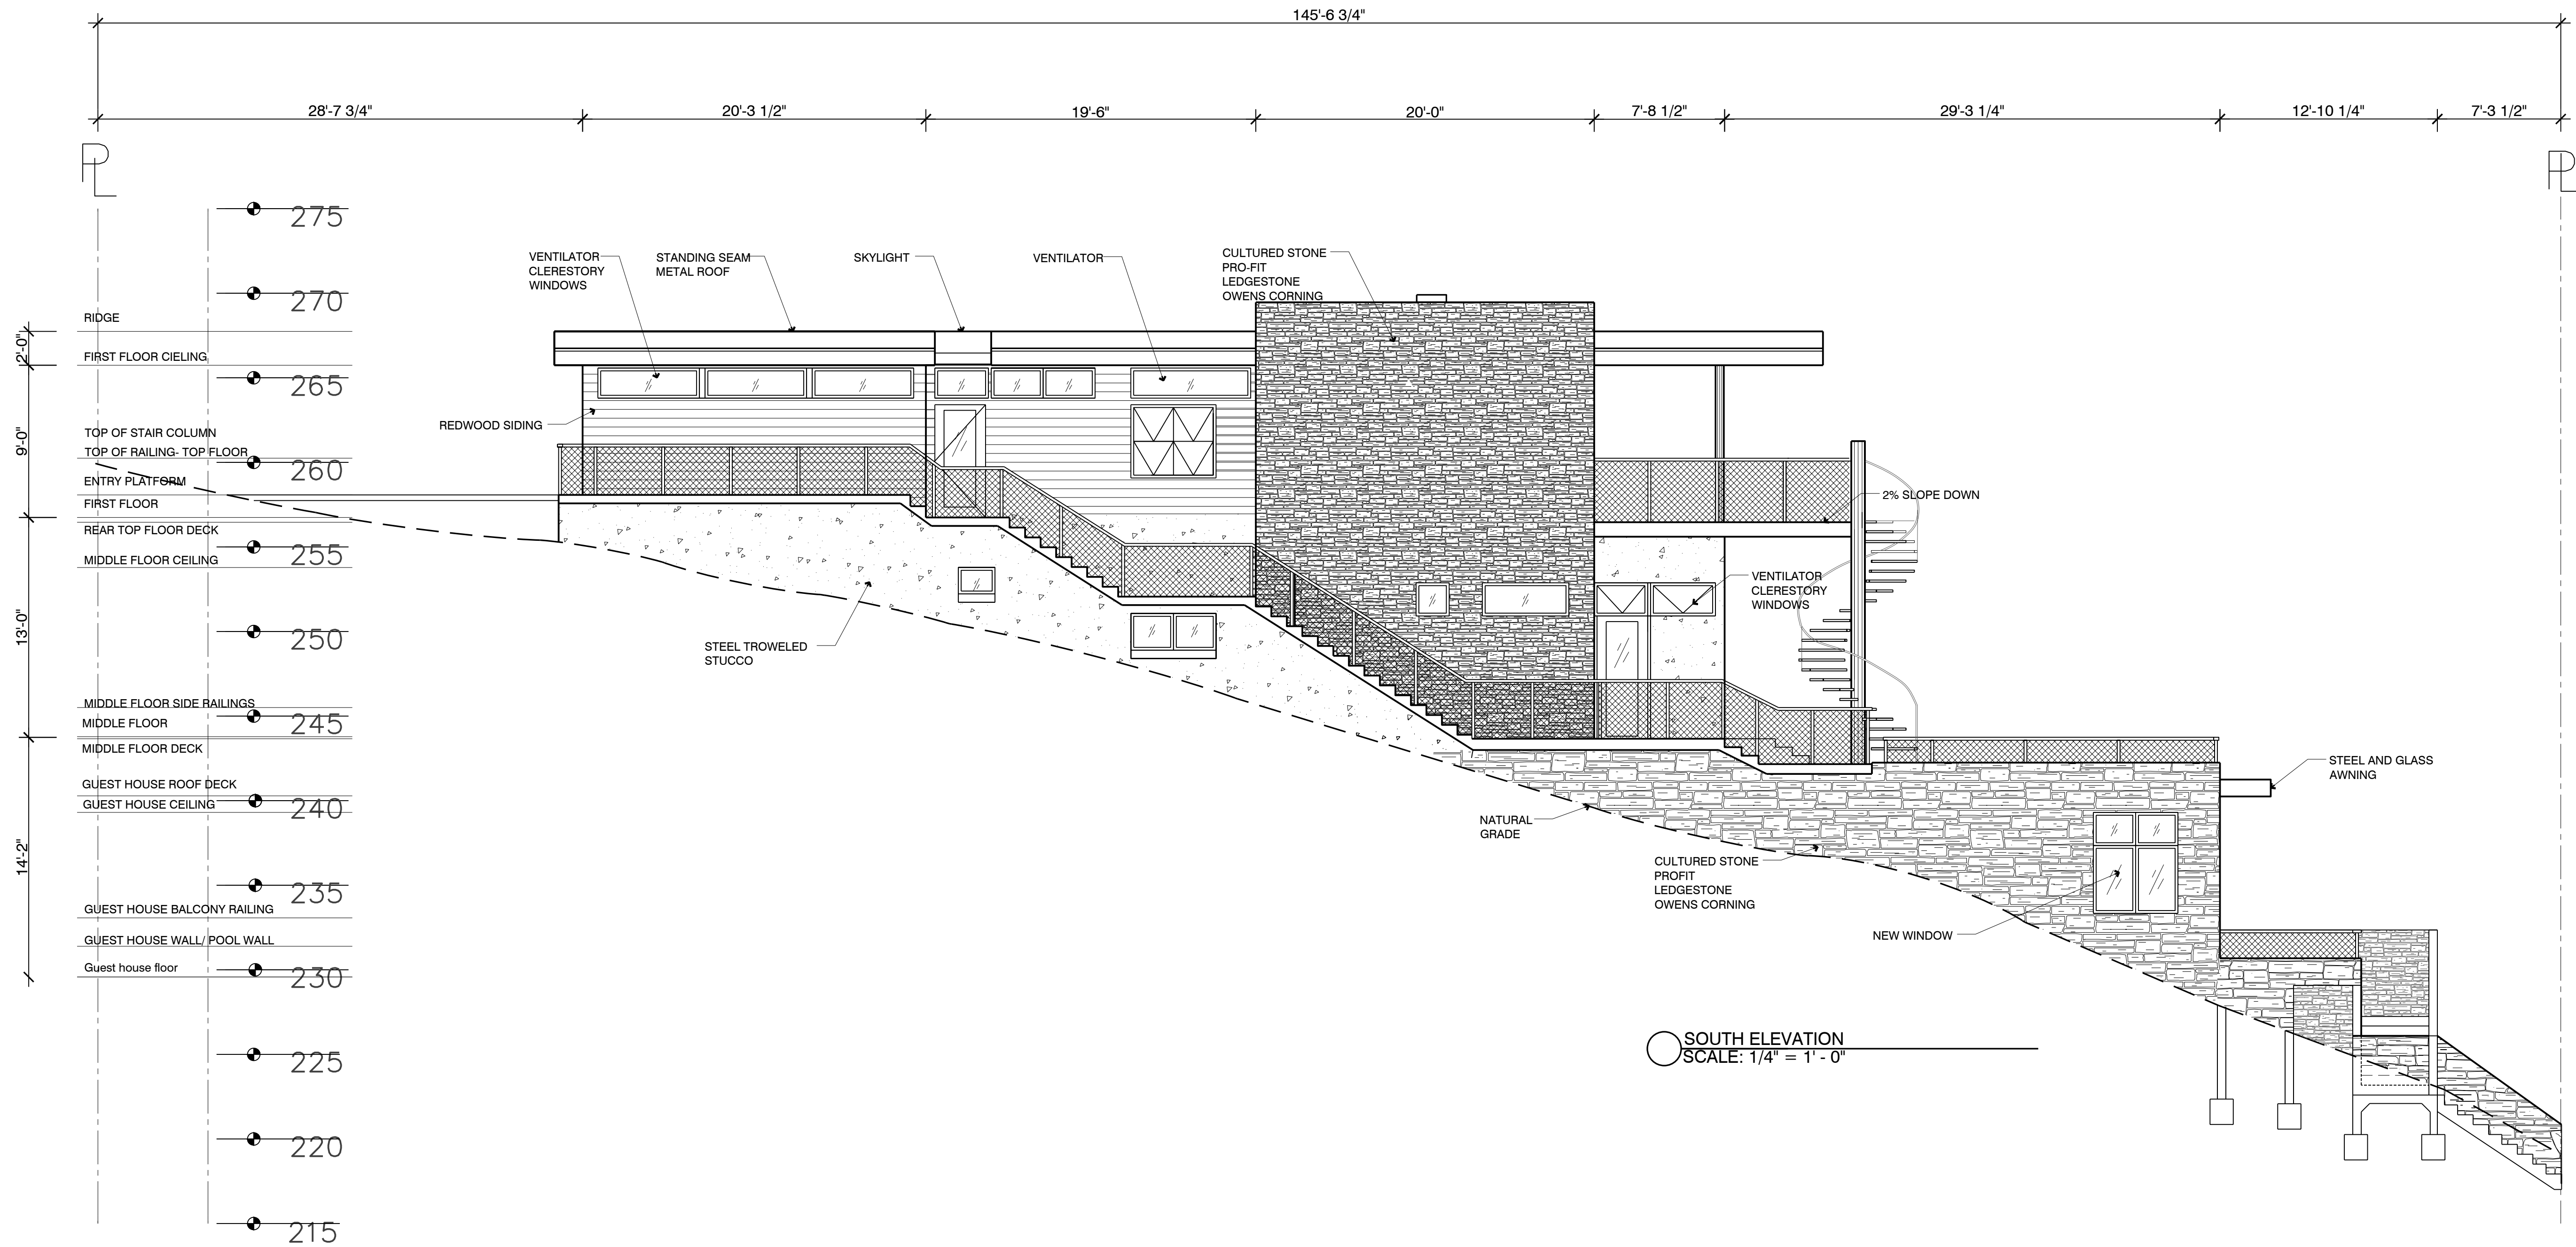 145'-6 3/4"
28'-7 3/4"
20'-3 1/2"
19'-6"
20'-0"
7'-8 1/2"
29'-3 1/4"
12'-10 1/4"
7'-3 1/2"
PL
PL
275
270
RIDGE
2'-0"
FIRST FLOOR CIELING
265
9'-0"
TOP OF STAIR COLUMN
TOP OF RAILING- TOP FLOOR
260
ENTRY PLATFORM
FIRST FLOOR
REAR TOP FLOOR DECK
255
MIDDLE FLOOR CEILING
13'-0"
250
MIDDLE FLOOR SIDE RAILINGS
245
MIDDLE FLOOR
MIDDLE FLOOR DECK
GUEST HOUSE ROOF DECK
GUEST HOUSE CEILING
240
14'-2"
235
GUEST HOUSE BALCONY RAILING
GUEST HOUSE WALL/ POOL WALL
Guest house floor
230
225
220
215
VENTILATOR
CLERESTORY
WINDOWS
STANDING SEAM
METAL ROOF
SKYLIGHT
VENTILATOR
CULTURED STONE
PRO-FIT
LEDGESTONE
OWENS CORNING
REDWOOD SIDING
2% SLOPE DOWN
VENTILATOR
CLERESTORY
WINDOWS
STEEL TROWELED
STUCCO
STEEL AND GLASS
AWNING
NATURAL
GRADE
CULTURED STONE
PROFIT
LEDGESTONE
OWENS CORNING
NEW WINDOW
SOUTH ELEVATION
SCALE: 1/4" = 1' - 0"